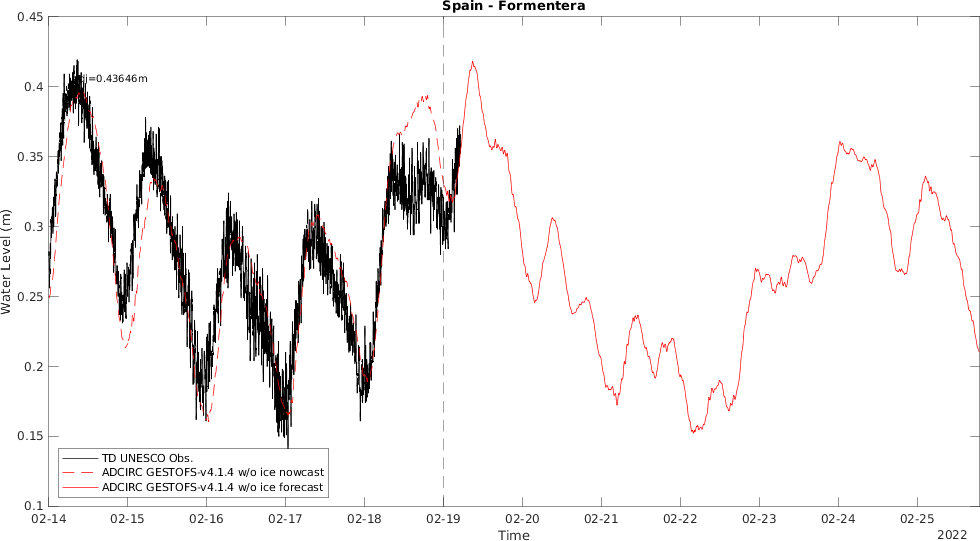 Spain - Formentera
0.45
0.4
0.35
0.3
0.25
0.2
0.15
0.1
Water Level (m)
=0.43646m
TD UNESCO Obs.
ADCIRC GESTOFS-v4.1.4 w/o ice nowcast
ADCIRC GESTOFS-v4.1.4 w/o ice forecast
02-14 02-15 02-16 02-17 02-18 02-19 02-20 02-21 02-22 02-23 02-24 02-25
Time
2022